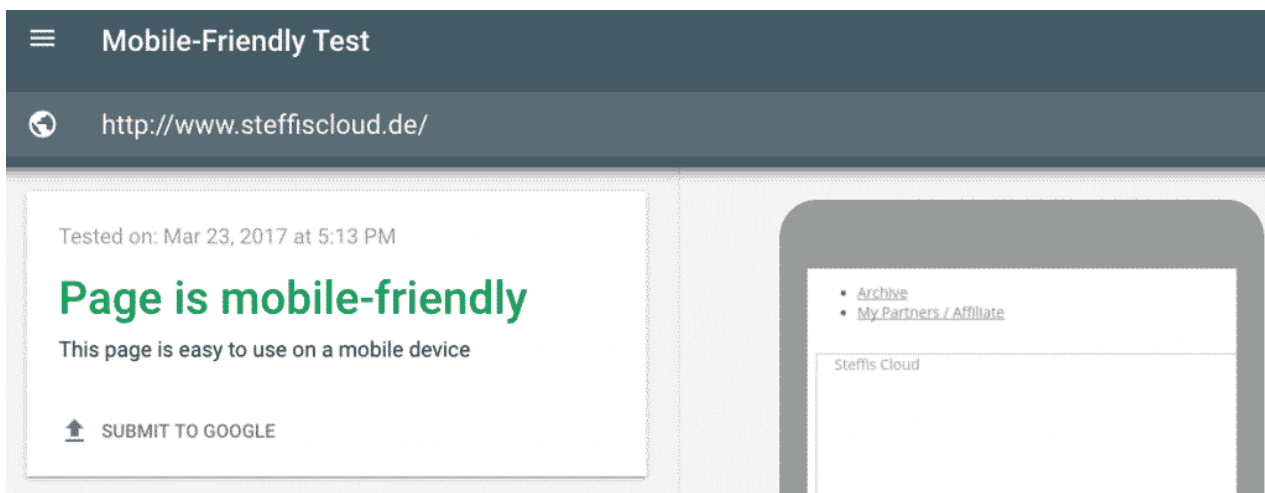 Mobile-Friendly Test
http://www.steffiscloud.de/
Tested on: Mar 23, 2017 at 5:13 PM
Page is mobile-friendly
This page is easy to use on a mobile device
SUBMIT TO GOOGLE
Archive
My Partners / Affiliate
Steffis Cloud